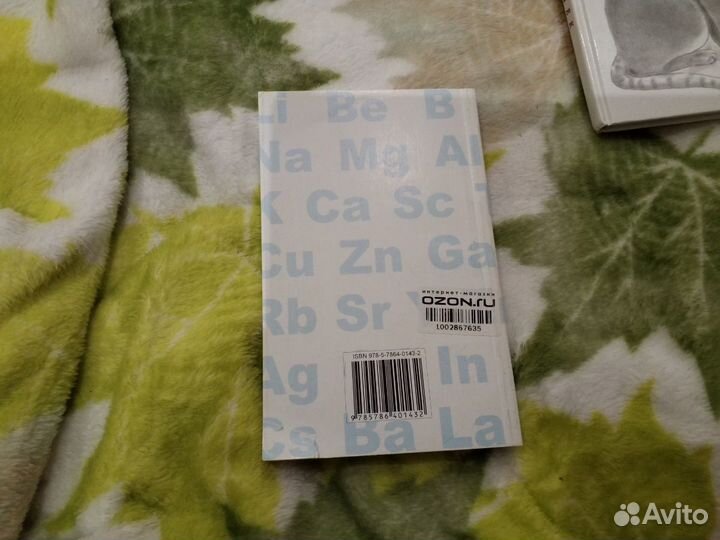 Li Be B
Na Mg Al
K Ca Sc
Cu Zn Ga
интернет-магазин
OZON.ru
1002867635
Rb Sr Y
ISBN 978-5-7864-0143-2
9 785786 401432
Ag In
Cs Ba La
Avito